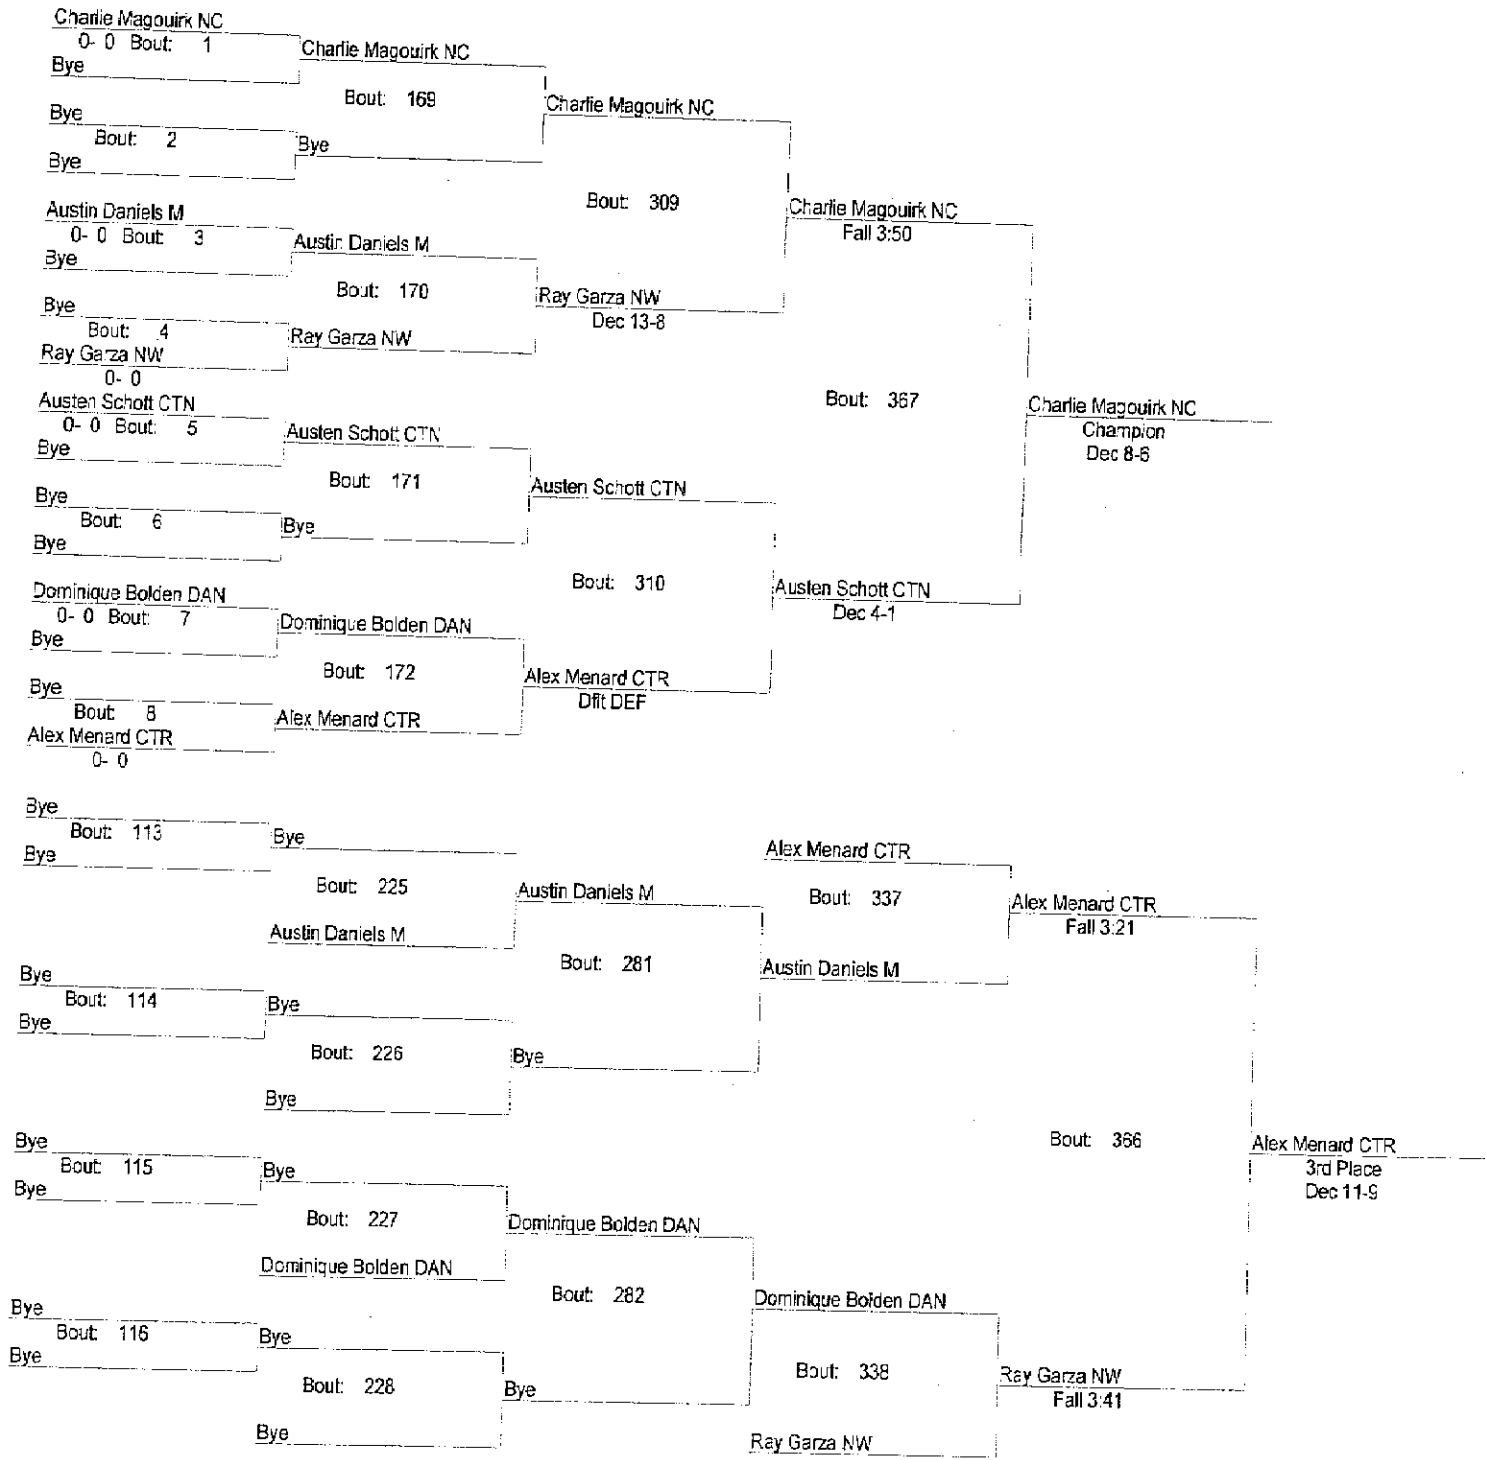 Charlie Magouirk NC
0- 0 Bout: 1
Bye
Charlie Magouirk NC
Bout: 169
Charlie Magouirk NC
Bye
Bout: 2
Bye
Bye
Bout: 309
Charlie Magouirk NC
Fall 3:50
Austin Daniels M
0- 0 Bout: 3
Bye
Austin Daniels M
Bout: 170
Ray Garza NW
Dec 13-8
Bye
Bout: 4
Ray Garza NW
0- 0
Ray Garza NW
Bout: 367
Charlie Magouirk NC
Champion
Dec 8-6
Austen Schott CTN
0- 0 Bout: 5
Bye
Austen Schott CTN
Bout: 171
Austen Schott CTN
Bye
Bout: 6
Bye
Bye
Bout: 310
Austen Schott CTN
Dec 4-1
Dominique Bolden DAN
0- 0 Bout: 7
Bye
Dominique Bolden DAN
Bout: 172
Alex Menard CTR
Dflt DEF
Bye
Bout: 8
Alex Menard CTR
0- 0
Alex Menard CTR
Bye
Bout: 113
Bye
Bye
Bout: 225
Austin Daniels M
Austin Daniels M
Bout: 281
Alex Menard CTR
Bout: 337
Austin Daniels M
Alex Menard CTR
Fall 3:21
Bye
Bout: 114
Bye
Bye
Bout: 226
Bye
Bye
Bout: 366
Alex Menard CTR
3rd Place
Dec 11-9
Bye
Bout: 115
Bye
Bye
Bout: 227
Dominique Bolden DAN
Dominique Bolden DAN
Bout: 282
Dominique Bolden DAN
Bout: 338
Ray Garza NW
Ray Garza NW
Fall 3:41
Bye
Bout: 116
Bye
Bye
Bout: 228
Bye
Bye